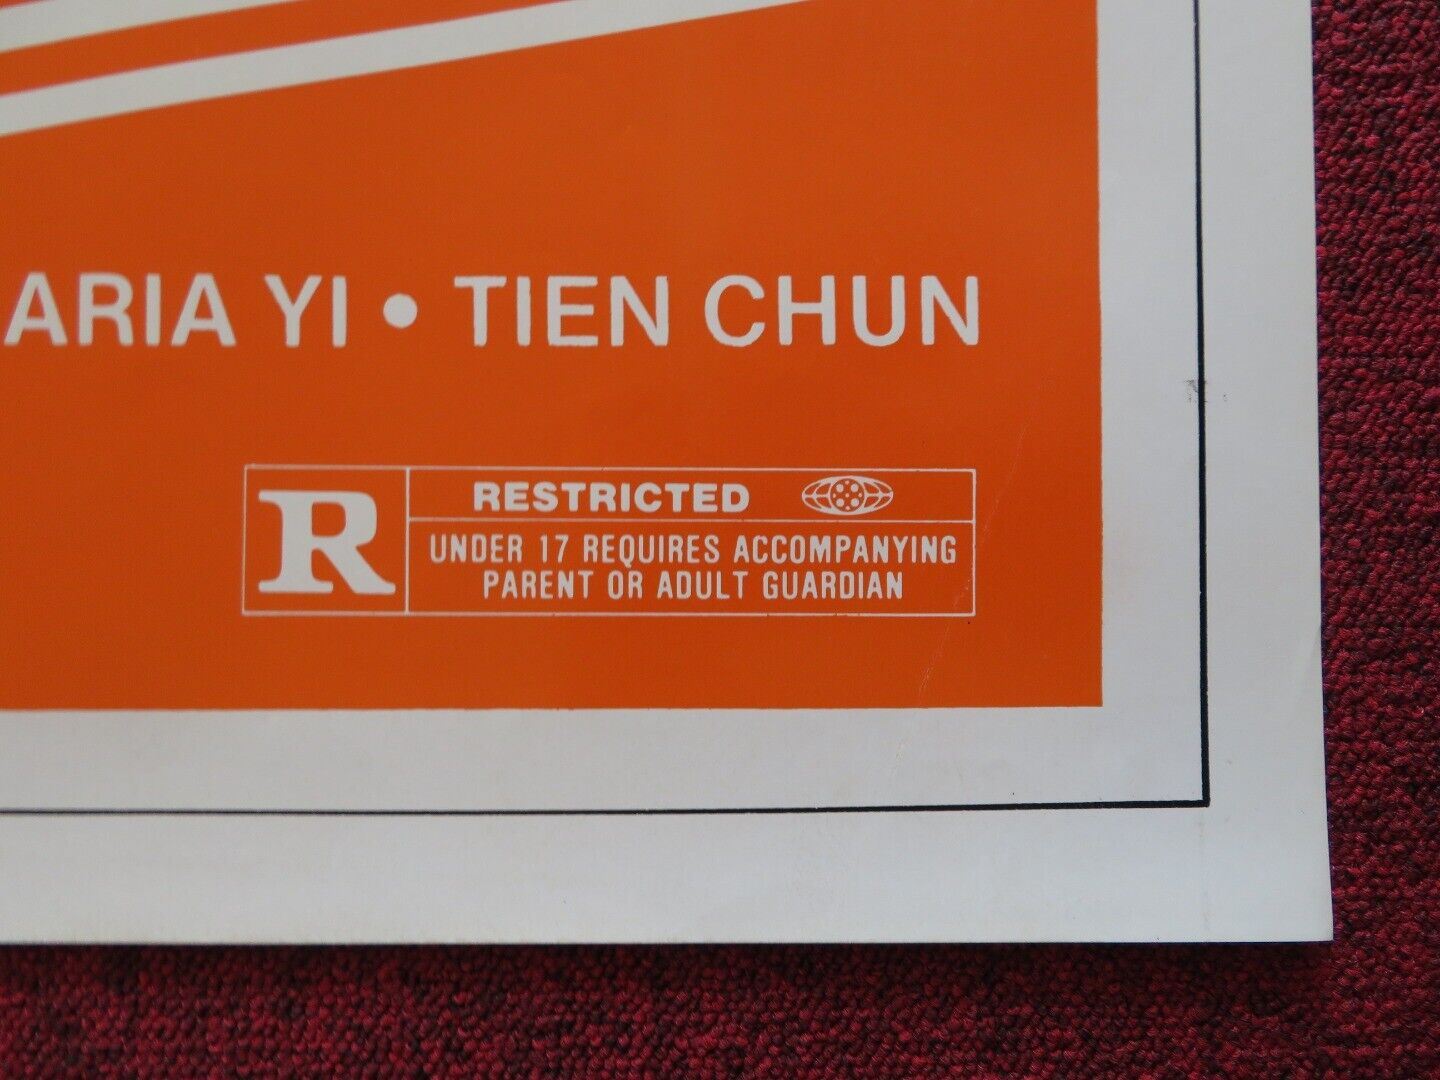 ARIA YI • TIEN CHUN
R
RESTRICTED
UNDER 17 REQUIRES ACCOMPANYING
PARENT OR ADULT GUARDIAN